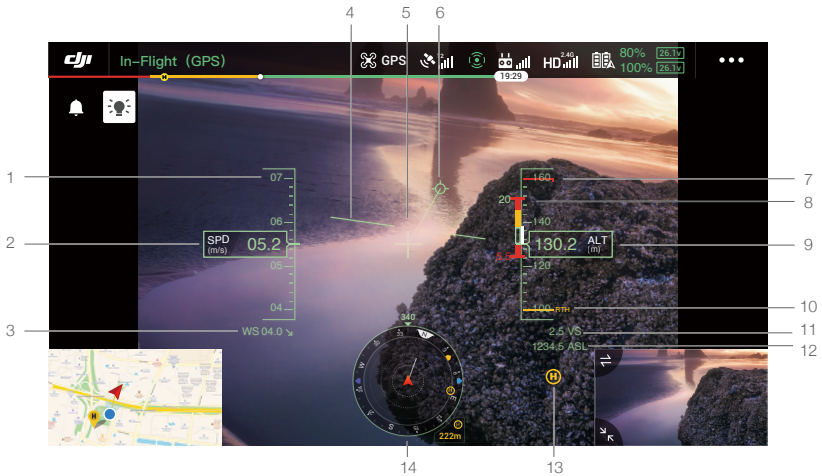 4 5 6
dji In-Flight (GPS) GPS 12 HD 2.4G 80% 26.1v
100% 26.1v
19:29
1 07 160 7
20 8
06 140
2 SPD (m/s) 05.2 130.2 ALT (m) 9
05 120
04 100 RTH 10
3 WS 04.0 ↘ 2.5 VS 11
1234.5 ASL 12
340
N
W
E
S
H
H
222m
14 13